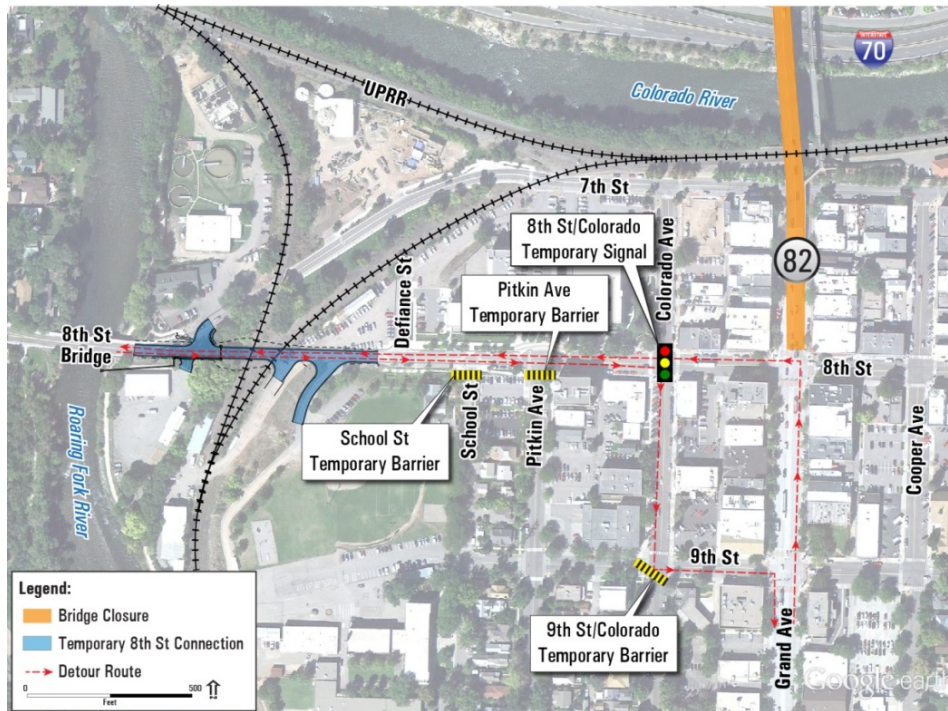 INTERSTATE
70
Colorado River
UPRR
7th St
8th St/Colorado
Temporary Signal
Colorado Ave
82
Pitkin Ave
Temporary Barrier
Defiance St
8th St
Bridge
8th St
School St
Pitkin Ave
Cooper Ave
School St
Temporary Barrier
Roaring Fork River
9th St
9th St/Colorado
Temporary Barrier
Grand Ave
Legend:
Bridge Closure
Temporary 8th St Connection
Detour Route
0 500
Feet
Google earth